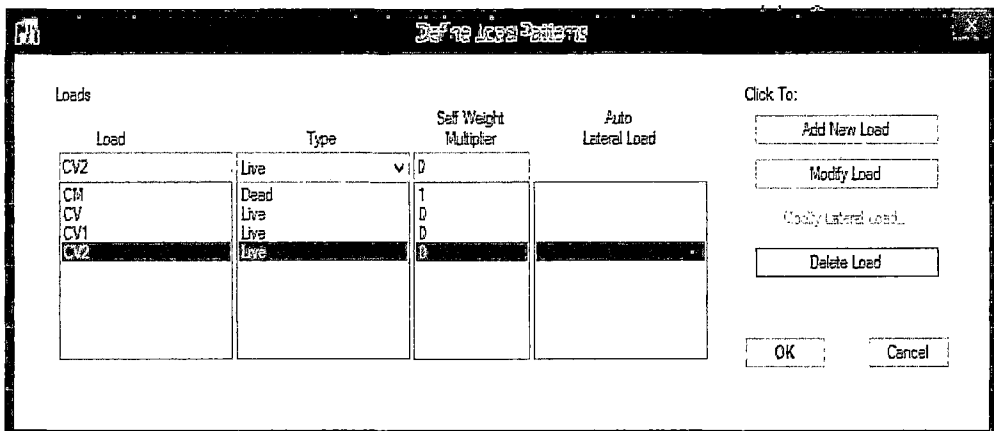 Define Load Patterns
Loads
Click To:
Load
Type
Self Weight Multiplier
Auto Lateral Load
CV2 Live 0
CM Dead 1
CV Live 0
CV1 Live 0
CV2 Live 0
Add New Load
Modify Load
Modify Lateral Load...
Delete Load
OK
Cancel